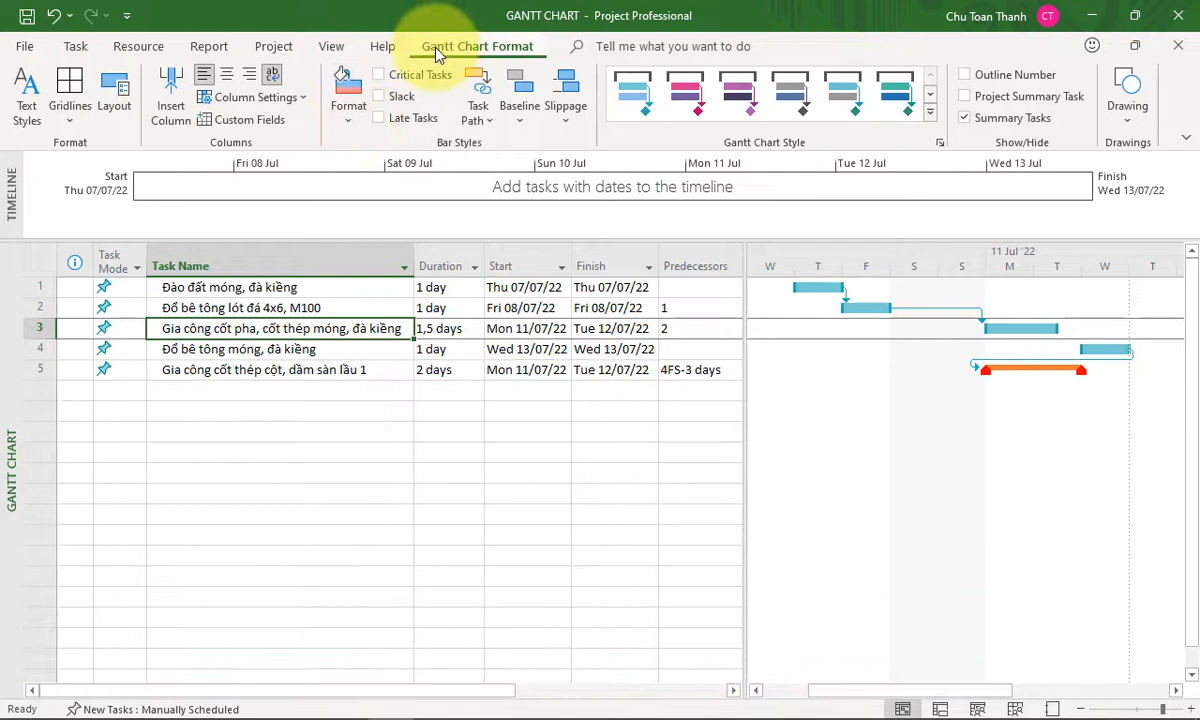 GANTT CHART - Project Professional
Chu Toan Thanh CT
File Task Resource Report Project View Help Gantt Chart Format Tell me what you want to do
Text Styles
Gridlines
Layout
Format
Insert Column
Column Settings
Custom Fields
Columns
Format
Critical Tasks
Slack
Late Tasks
Task Path
Baseline
Slippage
Bar Styles
Gantt Chart Style
Outline Number
Project Summary Task
Summary Tasks
Show/Hide
Drawing
Drawings
TIMELINE
Fri 08 Jul Sat 09 Jul Sun 10 Jul Mon 11 Jul Tue 12 Jul Wed 13 Jul
Start
Thu 07/07/22
Add tasks with dates to the timeline
Finish
Wed 13/07/22
GANTT CHART
Task Mode Task Name Duration Start Finish Predecessors
1 Đào đất móng, đà kiềng 1 day Thu 07/07/22 Thu 07/07/22
2 Đổ bê tông lót đá 4x6, M100 1 day Fri 08/07/22 Fri 08/07/22 1
3 Gia công cốt pha, cốt thép móng, đà kiềng 1,5 days Mon 11/07/22 Tue 12/07/22 2
4 Đổ bê tông móng, đà kiềng 1 day Wed 13/07/22 Wed 13/07/22
5 Gia công cốt thép cột, dầm sàn lầu 1 2 days Mon 11/07/22 Tue 12/07/22 4FS-3 days
11 Jul '22
W T F S S M T W T
Ready New Tasks : Manually Scheduled